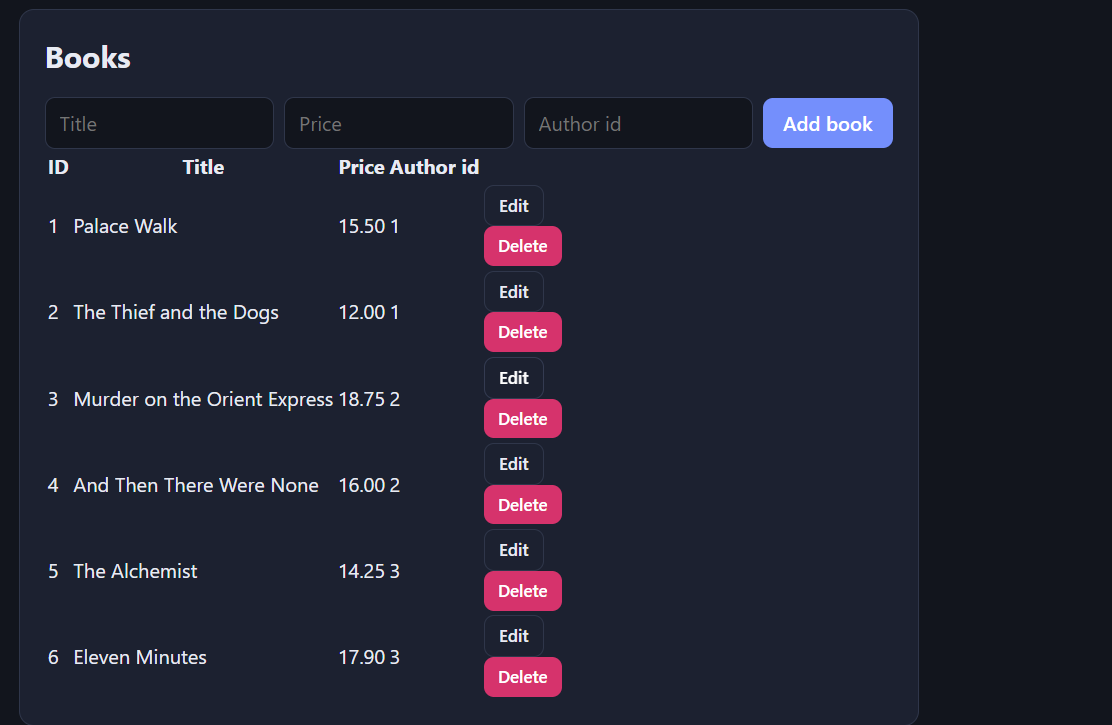 Books
Title Price Author id Add book
ID Title Price Author id
1 Palace Walk 15.50 1 Edit
Delete
2 The Thief and the Dogs 12.00 1 Edit
Delete
3 Murder on the Orient Express 18.75 2 Edit
Delete
4 And Then There Were None 16.00 2 Edit
Delete
5 The Alchemist 14.25 3 Edit
Delete
6 Eleven Minutes 17.90 3 Edit
Delete